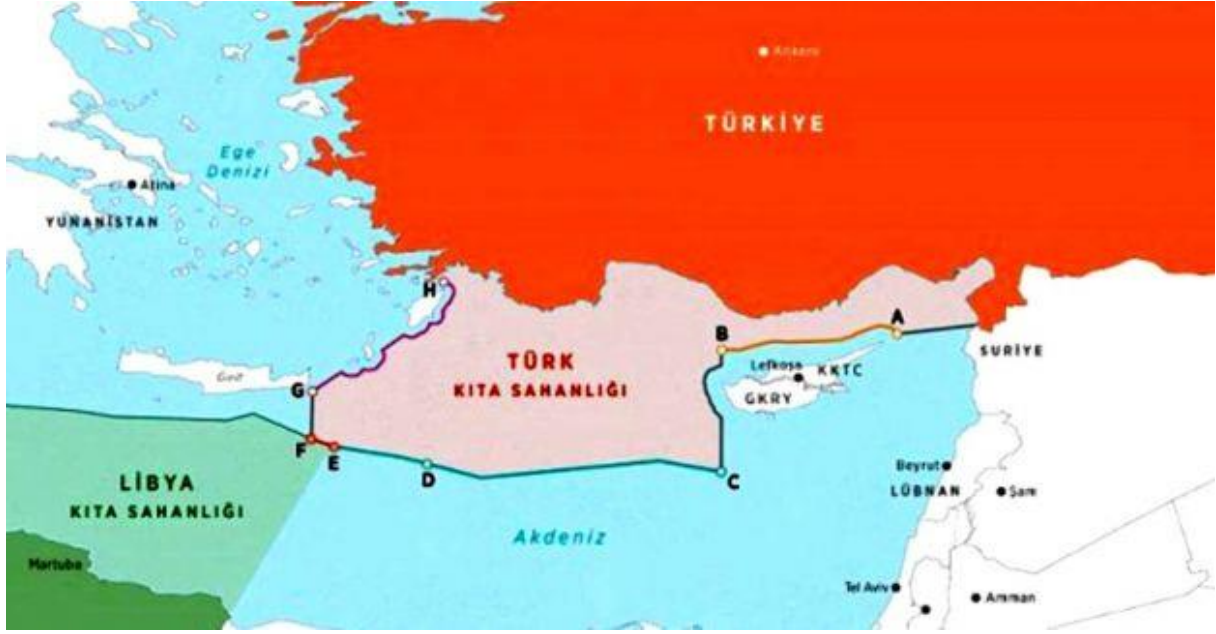 Ankara
TÜRKİYE
Ege
Denizi
Atina
YUNANİSTAN
H
A
B
SURİYE
TÜRK
KITA SAHANLIĞI
Lefkoşa
KKTC
Girit
GKRY
G
F
E
D
C
Beyrut
LÜBNAN
Şam
LİBYA
KITA SAHANLIĞI
Akdeniz
Martuba
Tel Aviv
Amman